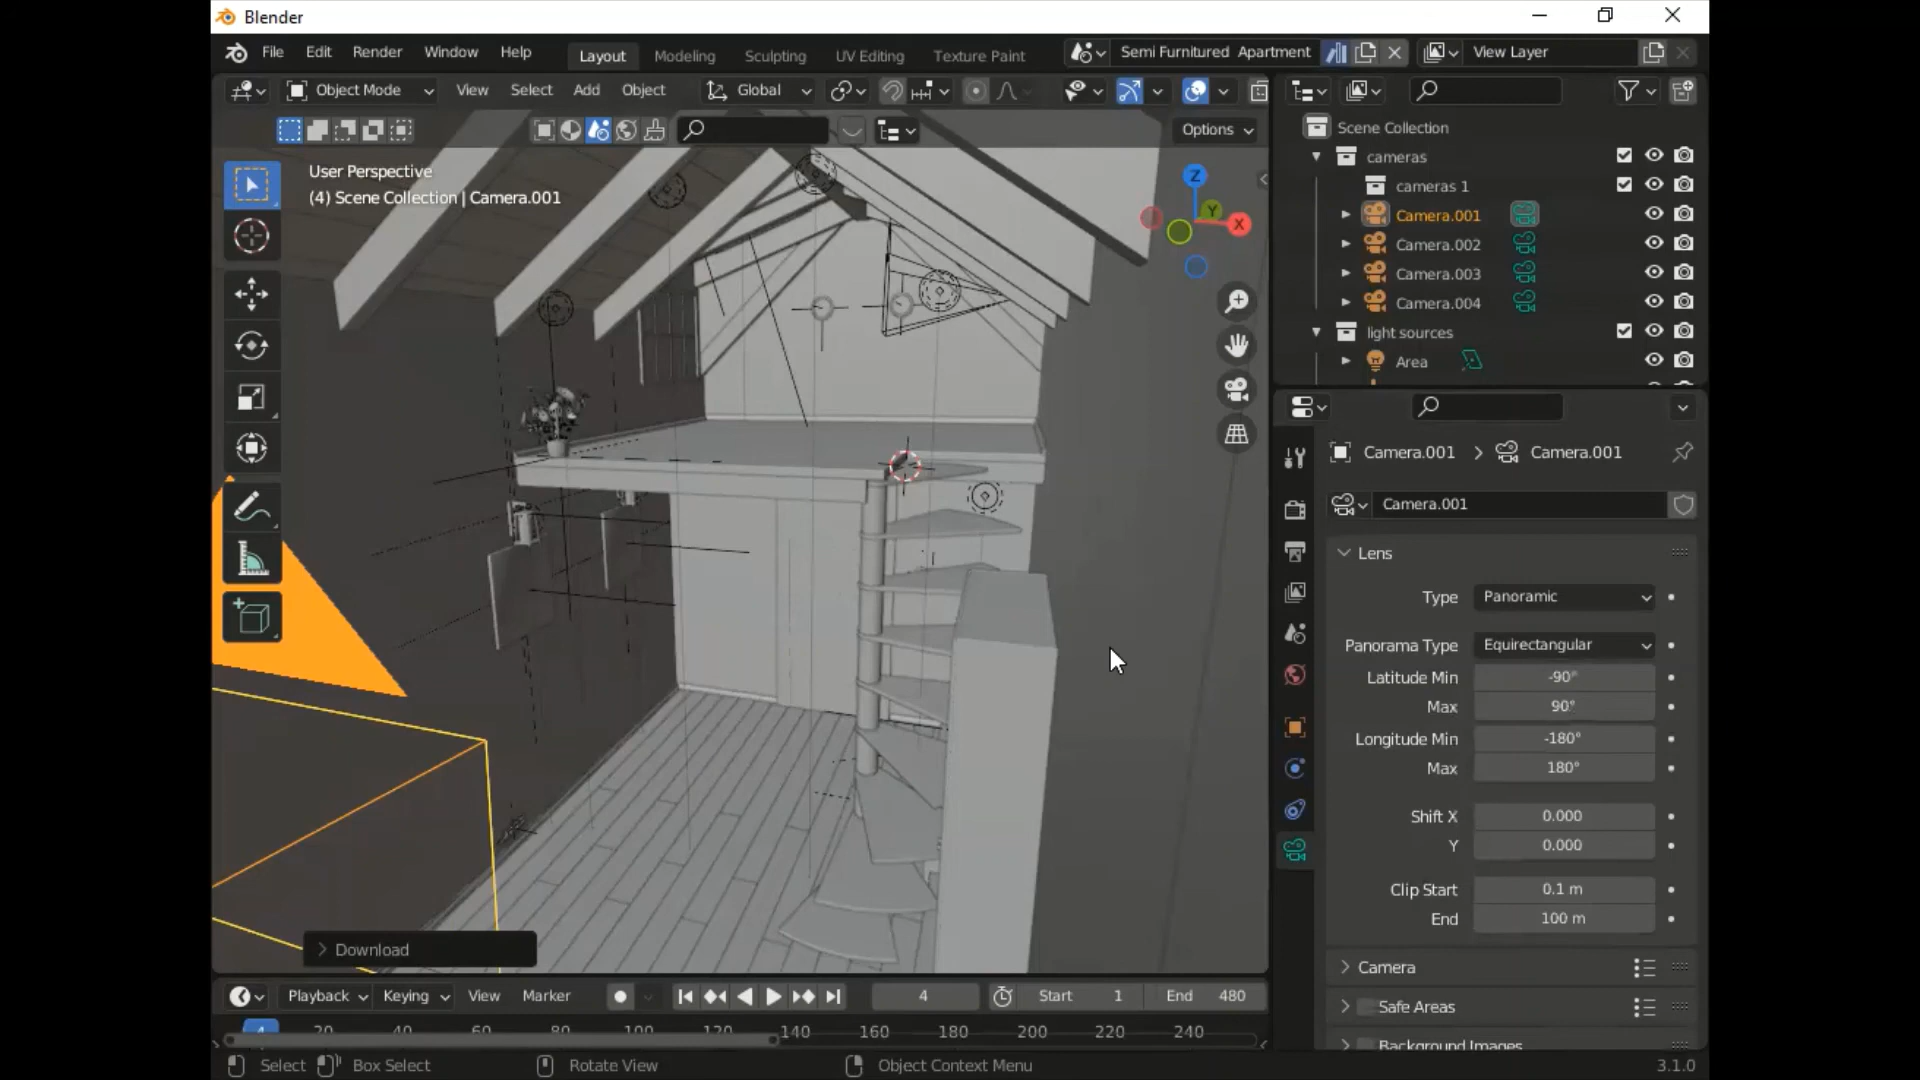 Blender
File Edit Render Window Help Layout Modeling Sculpting UV Editing Texture Paint Semi Furnitured Apartment View Layer
Object Mode View Select Add Object Global
Options
User Perspective
(4) Scene Collection | Camera.001
Z
Y
X
Scene Collection
cameras
cameras 1
Camera.001
Camera.002
Camera.003
Camera.004
light sources
Area
Camera.001 > Camera.001
Camera.001
Lens
Type Panoramic
Panorama Type Equirectangular
Latitude Min -90°
Max 90°
Longitude Min -180°
Max 180°
Shift X 0.000
Y 0.000
Clip Start 0.1 m
End 100 m
Camera
Safe Areas
Background Images
Download
Playback Keying View Marker 4 Start 1 End 480
4 20 40 60 80 100 120 140 160 180 200 220 240
Select Box Select Rotate View Object Context Menu 3.1.0